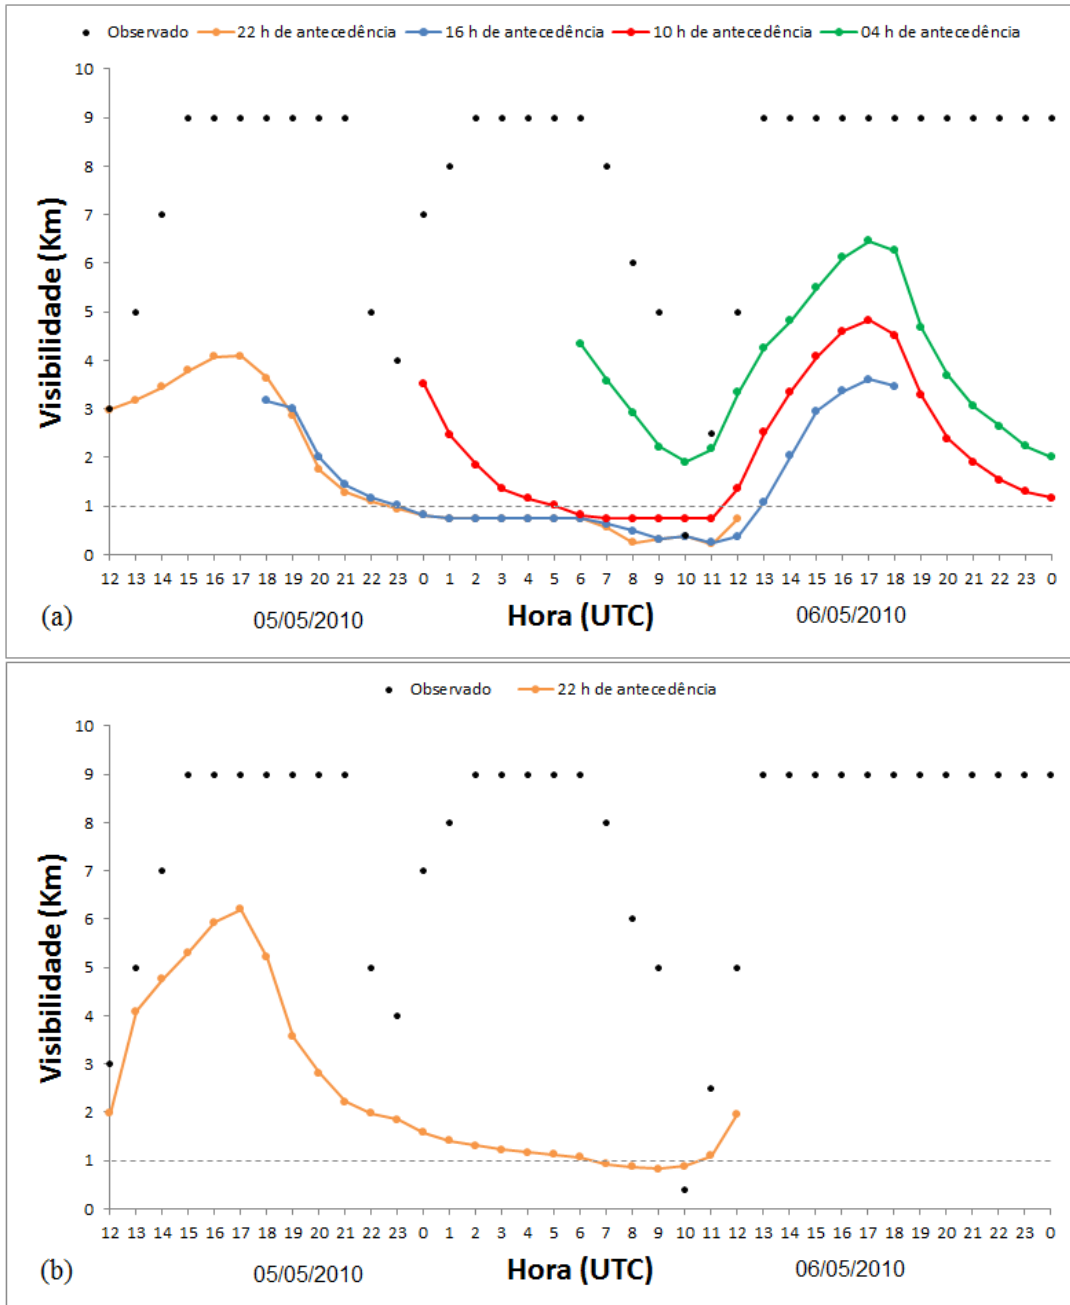 Observado 22 h de antecedência 16 h de antecedência 10 h de antecedência 04 h de antecedência
10
9
8
7
6
5
4
3
2
1
0
Visibilidade (Km)
12 13 14 15 16 17 18 19 20 21 22 23 0 1 2 3 4 5 6 7 8 9 10 11 12 13 14 15 16 17 18 19 20 21 22 23 0
(a) 05/05/2010 Hora (UTC) 06/05/2010
Observado 22 h de antecedência
10
9
8
7
6
5
4
3
2
1
0
Visibilidade (Km)
12 13 14 15 16 17 18 19 20 21 22 23 0 1 2 3 4 5 6 7 8 9 10 11 12 13 14 15 16 17 18 19 20 21 22 23 0
(b) 05/05/2010 Hora (UTC) 06/05/2010